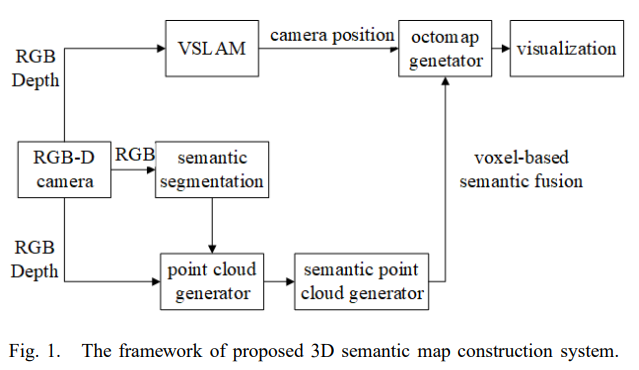 RGB
Depth
VSLAM
camera position
octomap
genetator
visualization
RGB-D
camera
RGB
semantic
segmentation
voxel-based
semantic fusion
RGB
Depth
point cloud
generator
semantic point
cloud generator
Fig. 1. The framework of proposed 3D semantic map construction system.